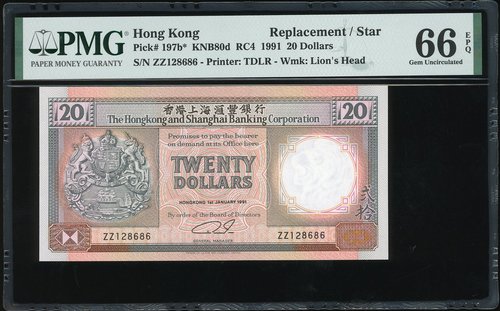 PMG
PAPER MONEY GUARANTY
Hong Kong Replacement / Star
Pick# 197b* KNB80d RC4 1991 20 Dollars
S/N ZZ128686 - Printer: TDLR - Wmk: Lion's Head
66 EPQ
Gem Uncirculated
20 香港上海滙豐銀行 20
The Hongkong and Shanghai Banking Corporation
Promises to pay the bearer
on demand at its Office here
TWENTY
DOLLARS
HONGKONG 1st JANUARY 1991
By order of the Board of Directors
貳拾
GENERAL MANAGER
ZZ128686 ZZ128686